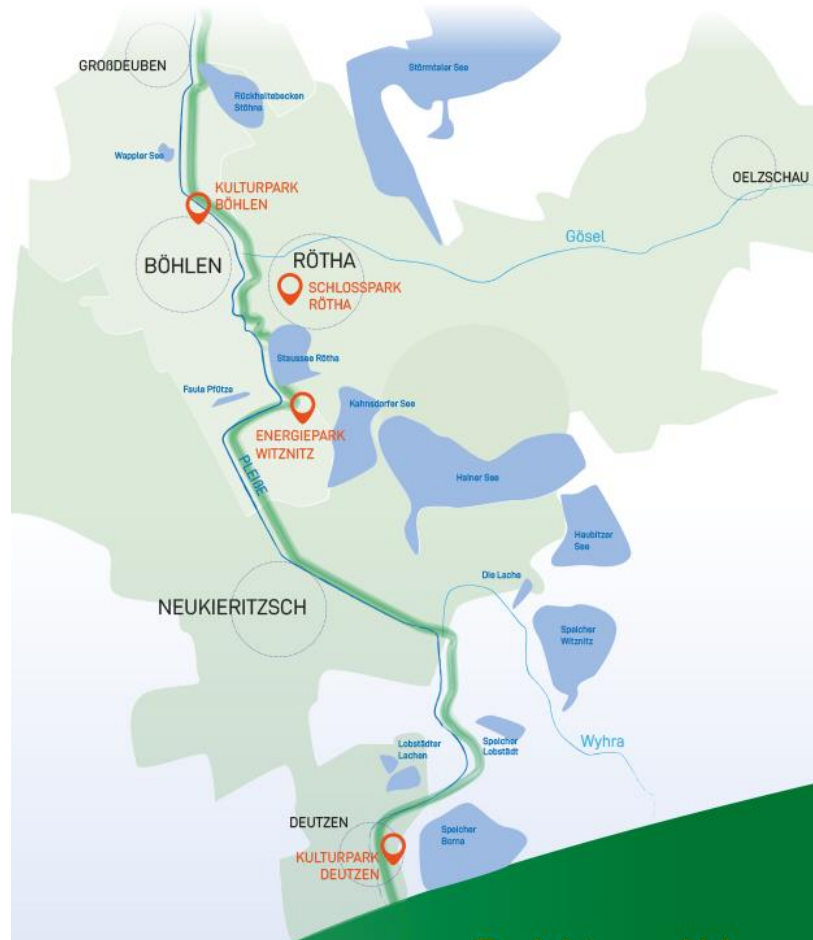 GROßDEUBEN
Störmtaler See
Rückhaltebecken
Stöhna
Wappler See
OELZSCHAU
KULTURPARK
BÖHLEN
Gösel
BÖHLEN
RÖTHA
SCHLOSSPARK
RÖTHA
Stausee Rötha
Faule Pfütze
Kahnsdorfer See
ENERGIEPARK
WITZNITZ
PLEIßE
Hainer See
Haubitzer
See
Die Lache
NEUKIERITZSCH
Speicher
Witznitz
Lobstädter
Lachen
Speicher
Lobstädt
Wyhra
DEUTZEN
Speicher
Borna
KULTURPARK
DEUTZEN